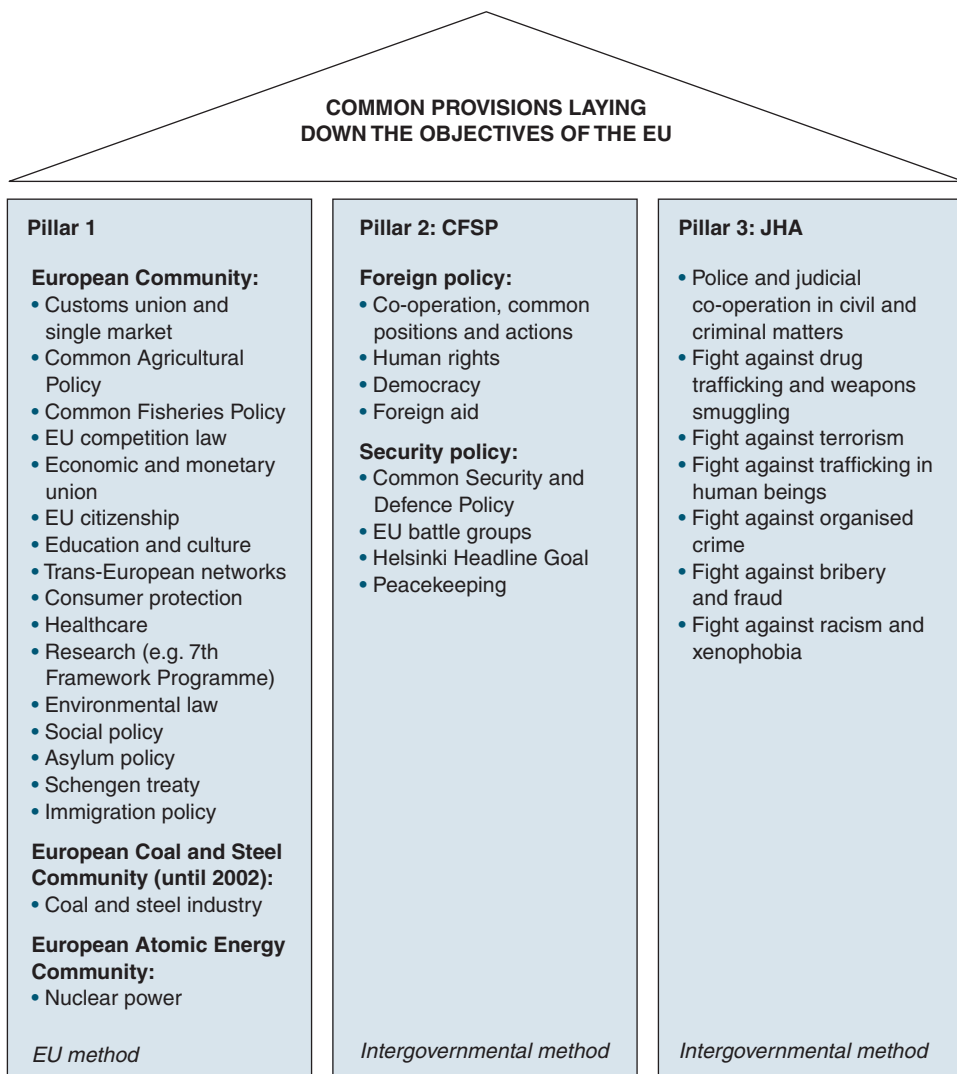 COMMON PROVISIONS LAYING
DOWN THE OBJECTIVES OF THE EU
Pillar 1
European Community:
• Customs union and
single market
• Common Agricultural
Policy
• Common Fisheries Policy
• EU competition law
• Economic and monetary
union
• EU citizenship
• Education and culture
• Trans-European networks
• Consumer protection
• Healthcare
• Research (e.g. 7th
Framework Programme)
• Environmental law
• Social policy
• Asylum policy
• Schengen treaty
• Immigration policy
European Coal and Steel
Community (until 2002):
• Coal and steel industry
European Atomic Energy
Community:
• Nuclear power
EU method
Pillar 2: CFSP
Foreign policy:
• Co-operation, common
positions and actions
• Human rights
• Democracy
• Foreign aid
Security policy:
• Common Security and
Defence Policy
• EU battle groups
• Helsinki Headline Goal
• Peacekeeping
Intergovernmental method
Pillar 3: JHA
• Police and judicial
co-operation in civil and
criminal matters
• Fight against drug
trafficking and weapons
smuggling
• Fight against terrorism
• Fight against trafficking in
human beings
• Fight against organised
crime
• Fight against bribery
and fraud
• Fight against racism and
xenophobia
Intergovernmental method